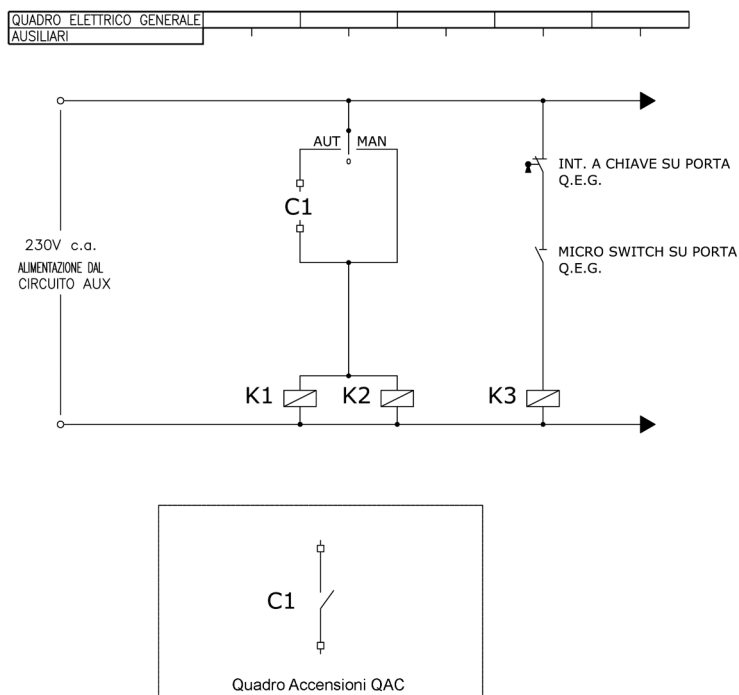 QUADRO ELETTRICO GENERALE
AUSILIARI
AUT MAN
0
INT. A CHIAVE SU PORTA
Q.E.G.
C1
230V c.a.
ALIMENTAZIONE DAL
CIRCUITO AUX
MICRO SWITCH SU PORTA
Q.E.G.
K1 K2 K3
C1
Quadro Accensioni QAC